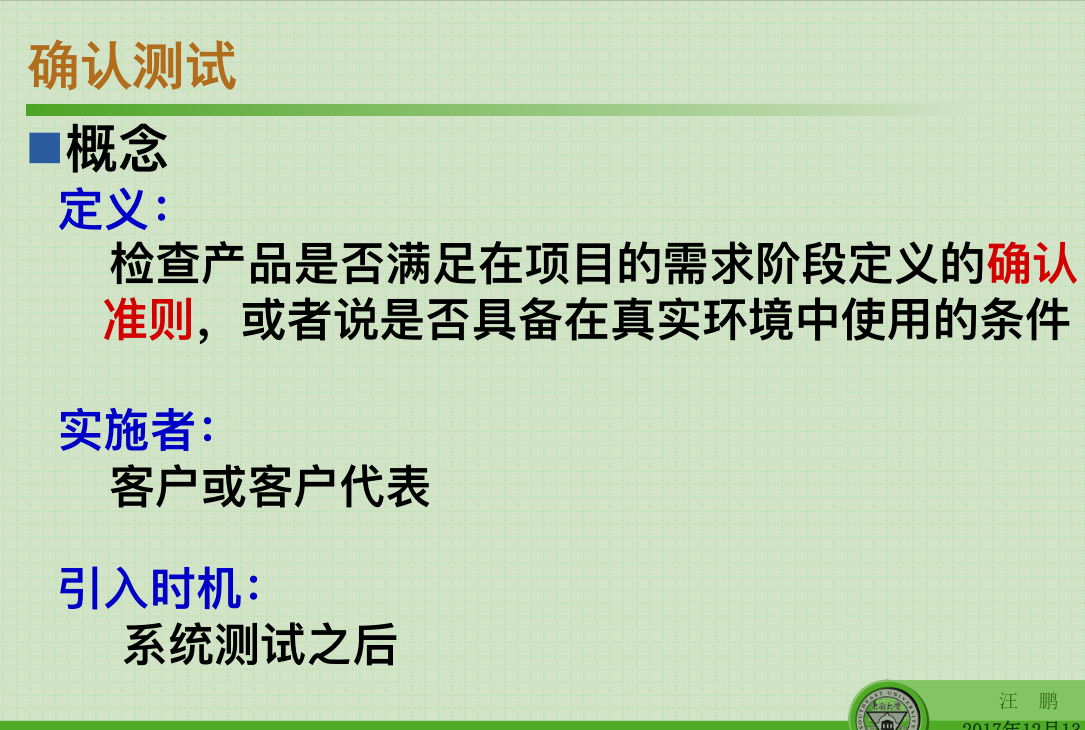 确认测试
概念
定义：
检查产品是否满足在项目的需求阶段定义的确认
准则，或者说是否具备在真实环境中使用的条件
实施者：
客户或客户代表
引入时机：
系统测试之后
汪 鹏
2017年12月13